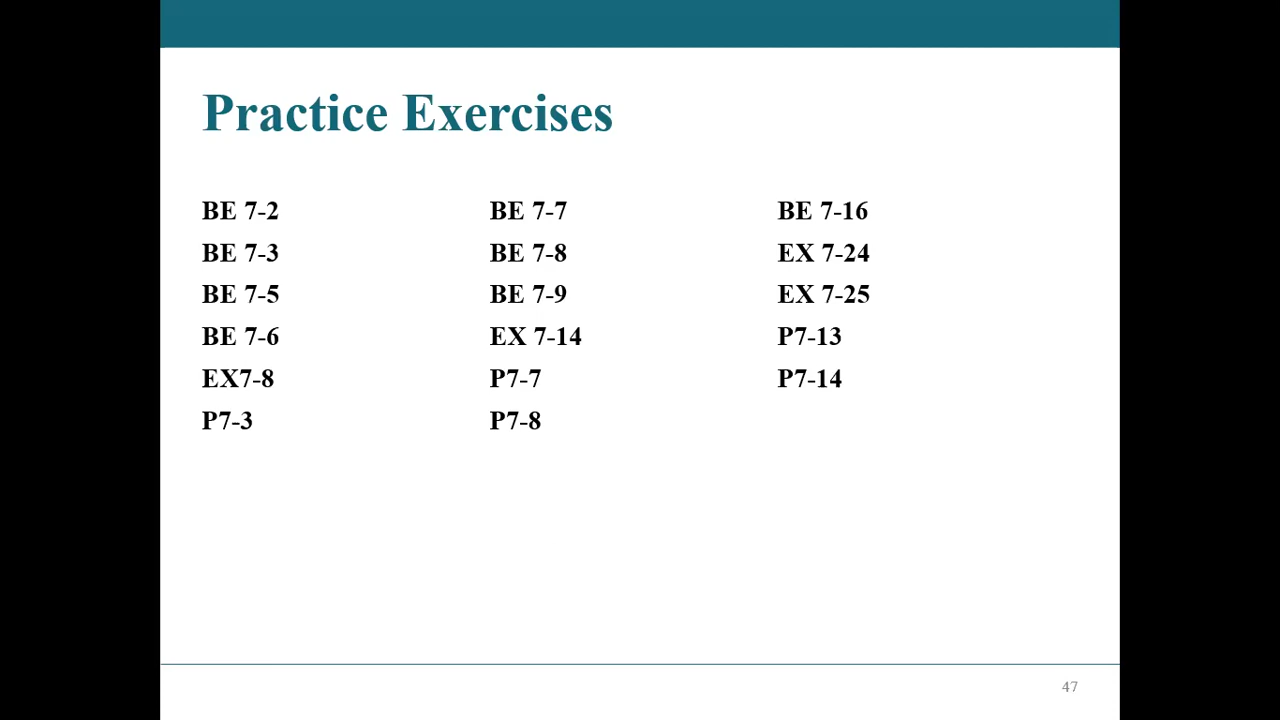 Practice Exercises
BE 7-2
BE 7-3
BE 7-5
BE 7-6
EX7-8
P7-3
BE 7-7
BE 7-8
BE 7-9
EX 7-14
P7-7
P7-8
BE 7-16
EX 7-24
EX 7-25
P7-13
P7-14
47